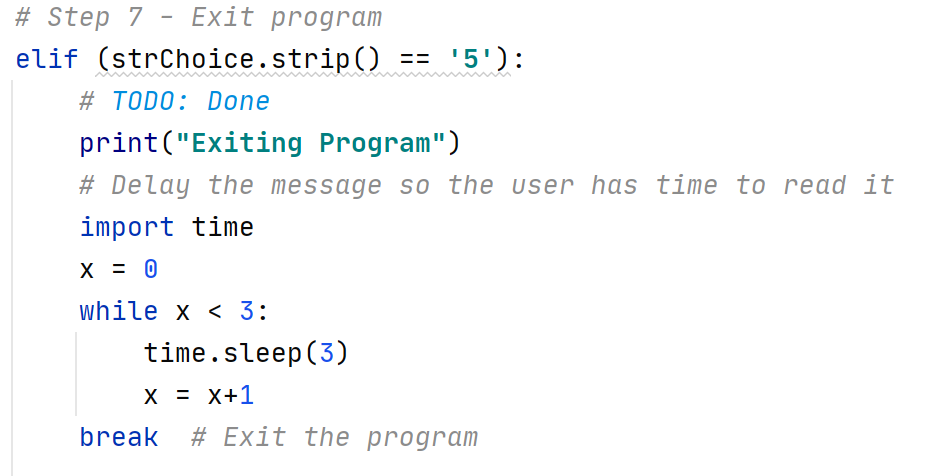 # Step 7 - Exit program
elif (strChoice.strip() == '5'):
    # TODO: Done
    print("Exiting Program")
    # Delay the message so the user has time to read it
    import time
    x = 0
    while x < 3:
        time.sleep(3)
        x = x+1
    break  # Exit the program